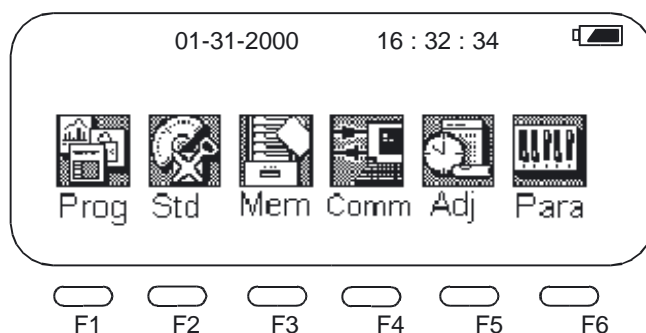 01-31-2000 16 : 32 : 34
Prog Std Mem Comm Adj Para
F1 F2 F3 F4 F5 F6